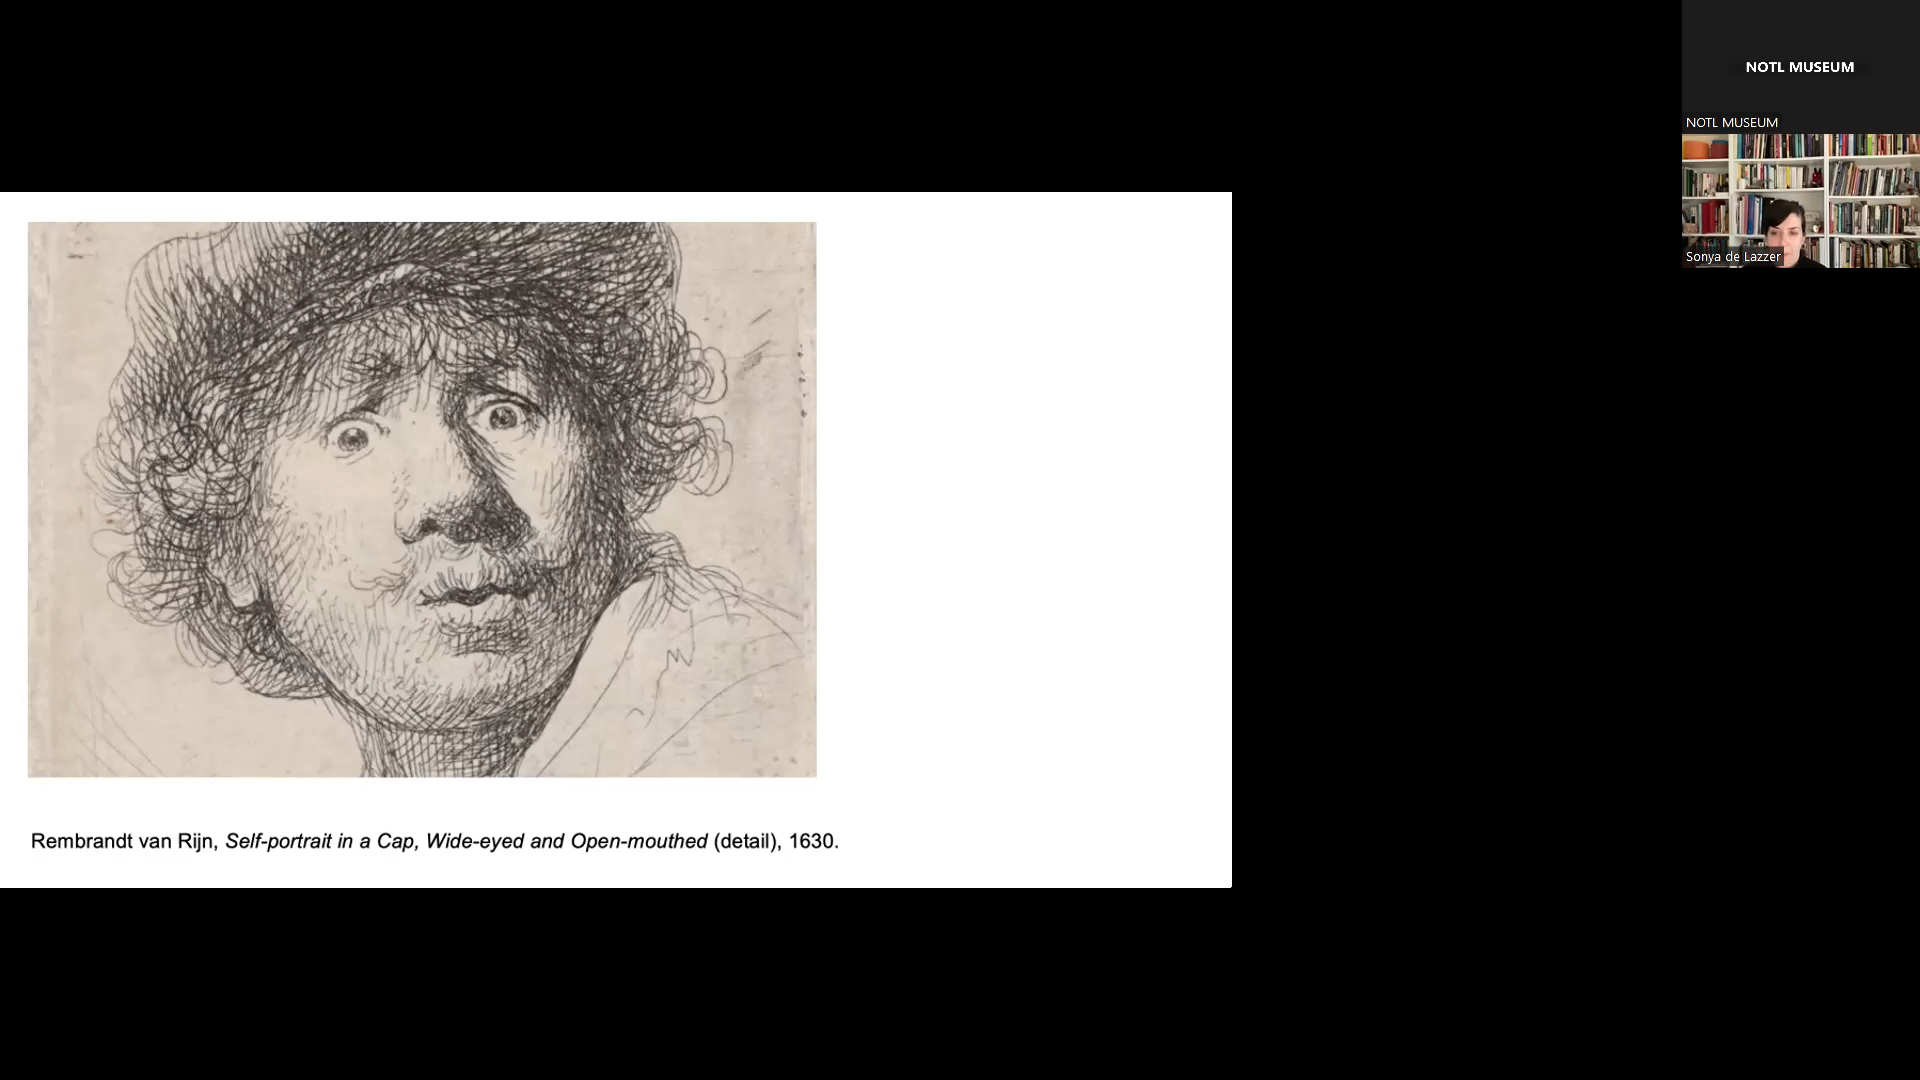 NOTL MUSEUM
NOTL MUSEUM
Sonya de Lazzer
Rembrandt van Rijn, Self-portrait in a Cap, Wide-eyed and Open-mouthed (detail), 1630.